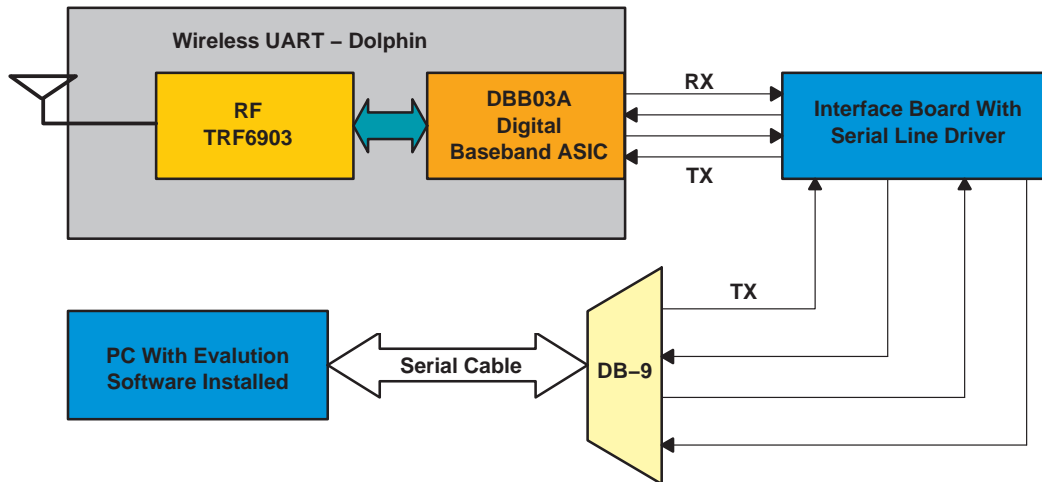 Wireless UART – Dolphin
RF
TRF6903
DBB03A
Digital
Baseband ASIC
RX
TX
Interface Board With
Serial Line Driver
TX
PC With Evalution
Software Installed
Serial Cable
DB–9